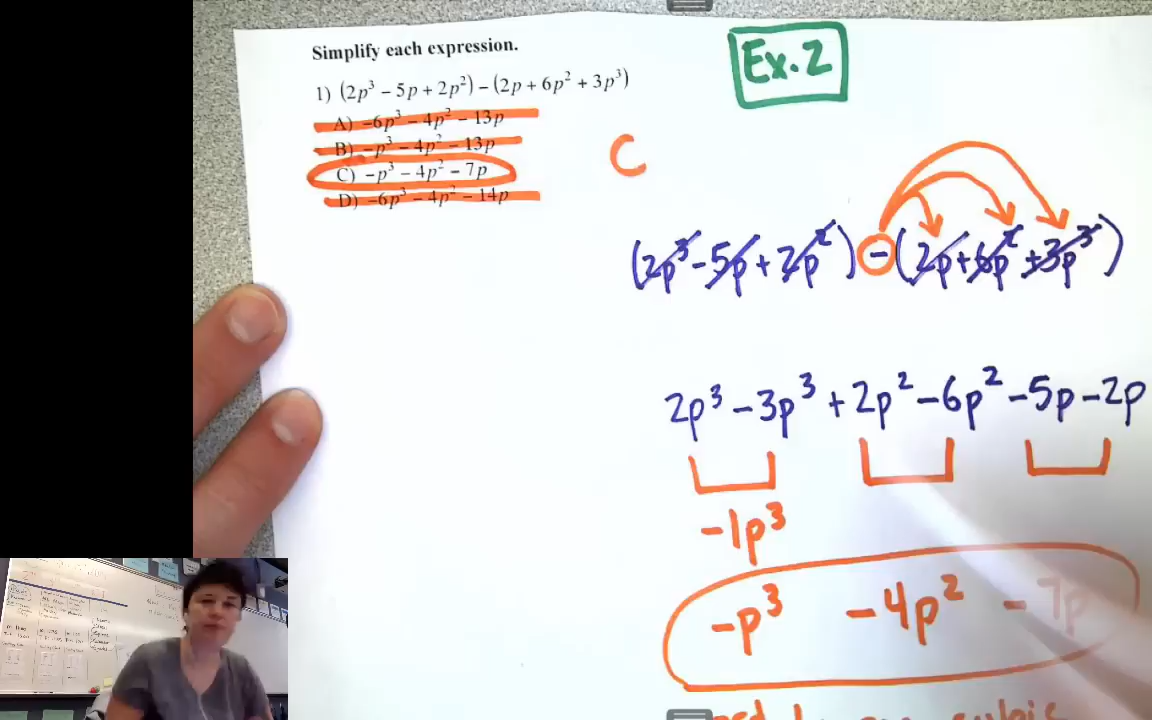 Simplify each expression.
Ex. 2
1) (2p³ − 5p + 2p²) − (2p + 6p² + 3p³)
A) −6p³ − 4p² − 13p
B) −p³ − 4p² − 13p
C) −p³ − 4p² − 7p
D) −6p³ − 4p² − 14p
C
(2p³ - 5p + 2p²) - (2p + 6p² + 3p³)
2p³ - 3p³ + 2p² - 6p² - 5p - 2p
-1p³
-p³ - 4p² - 7p
cubic